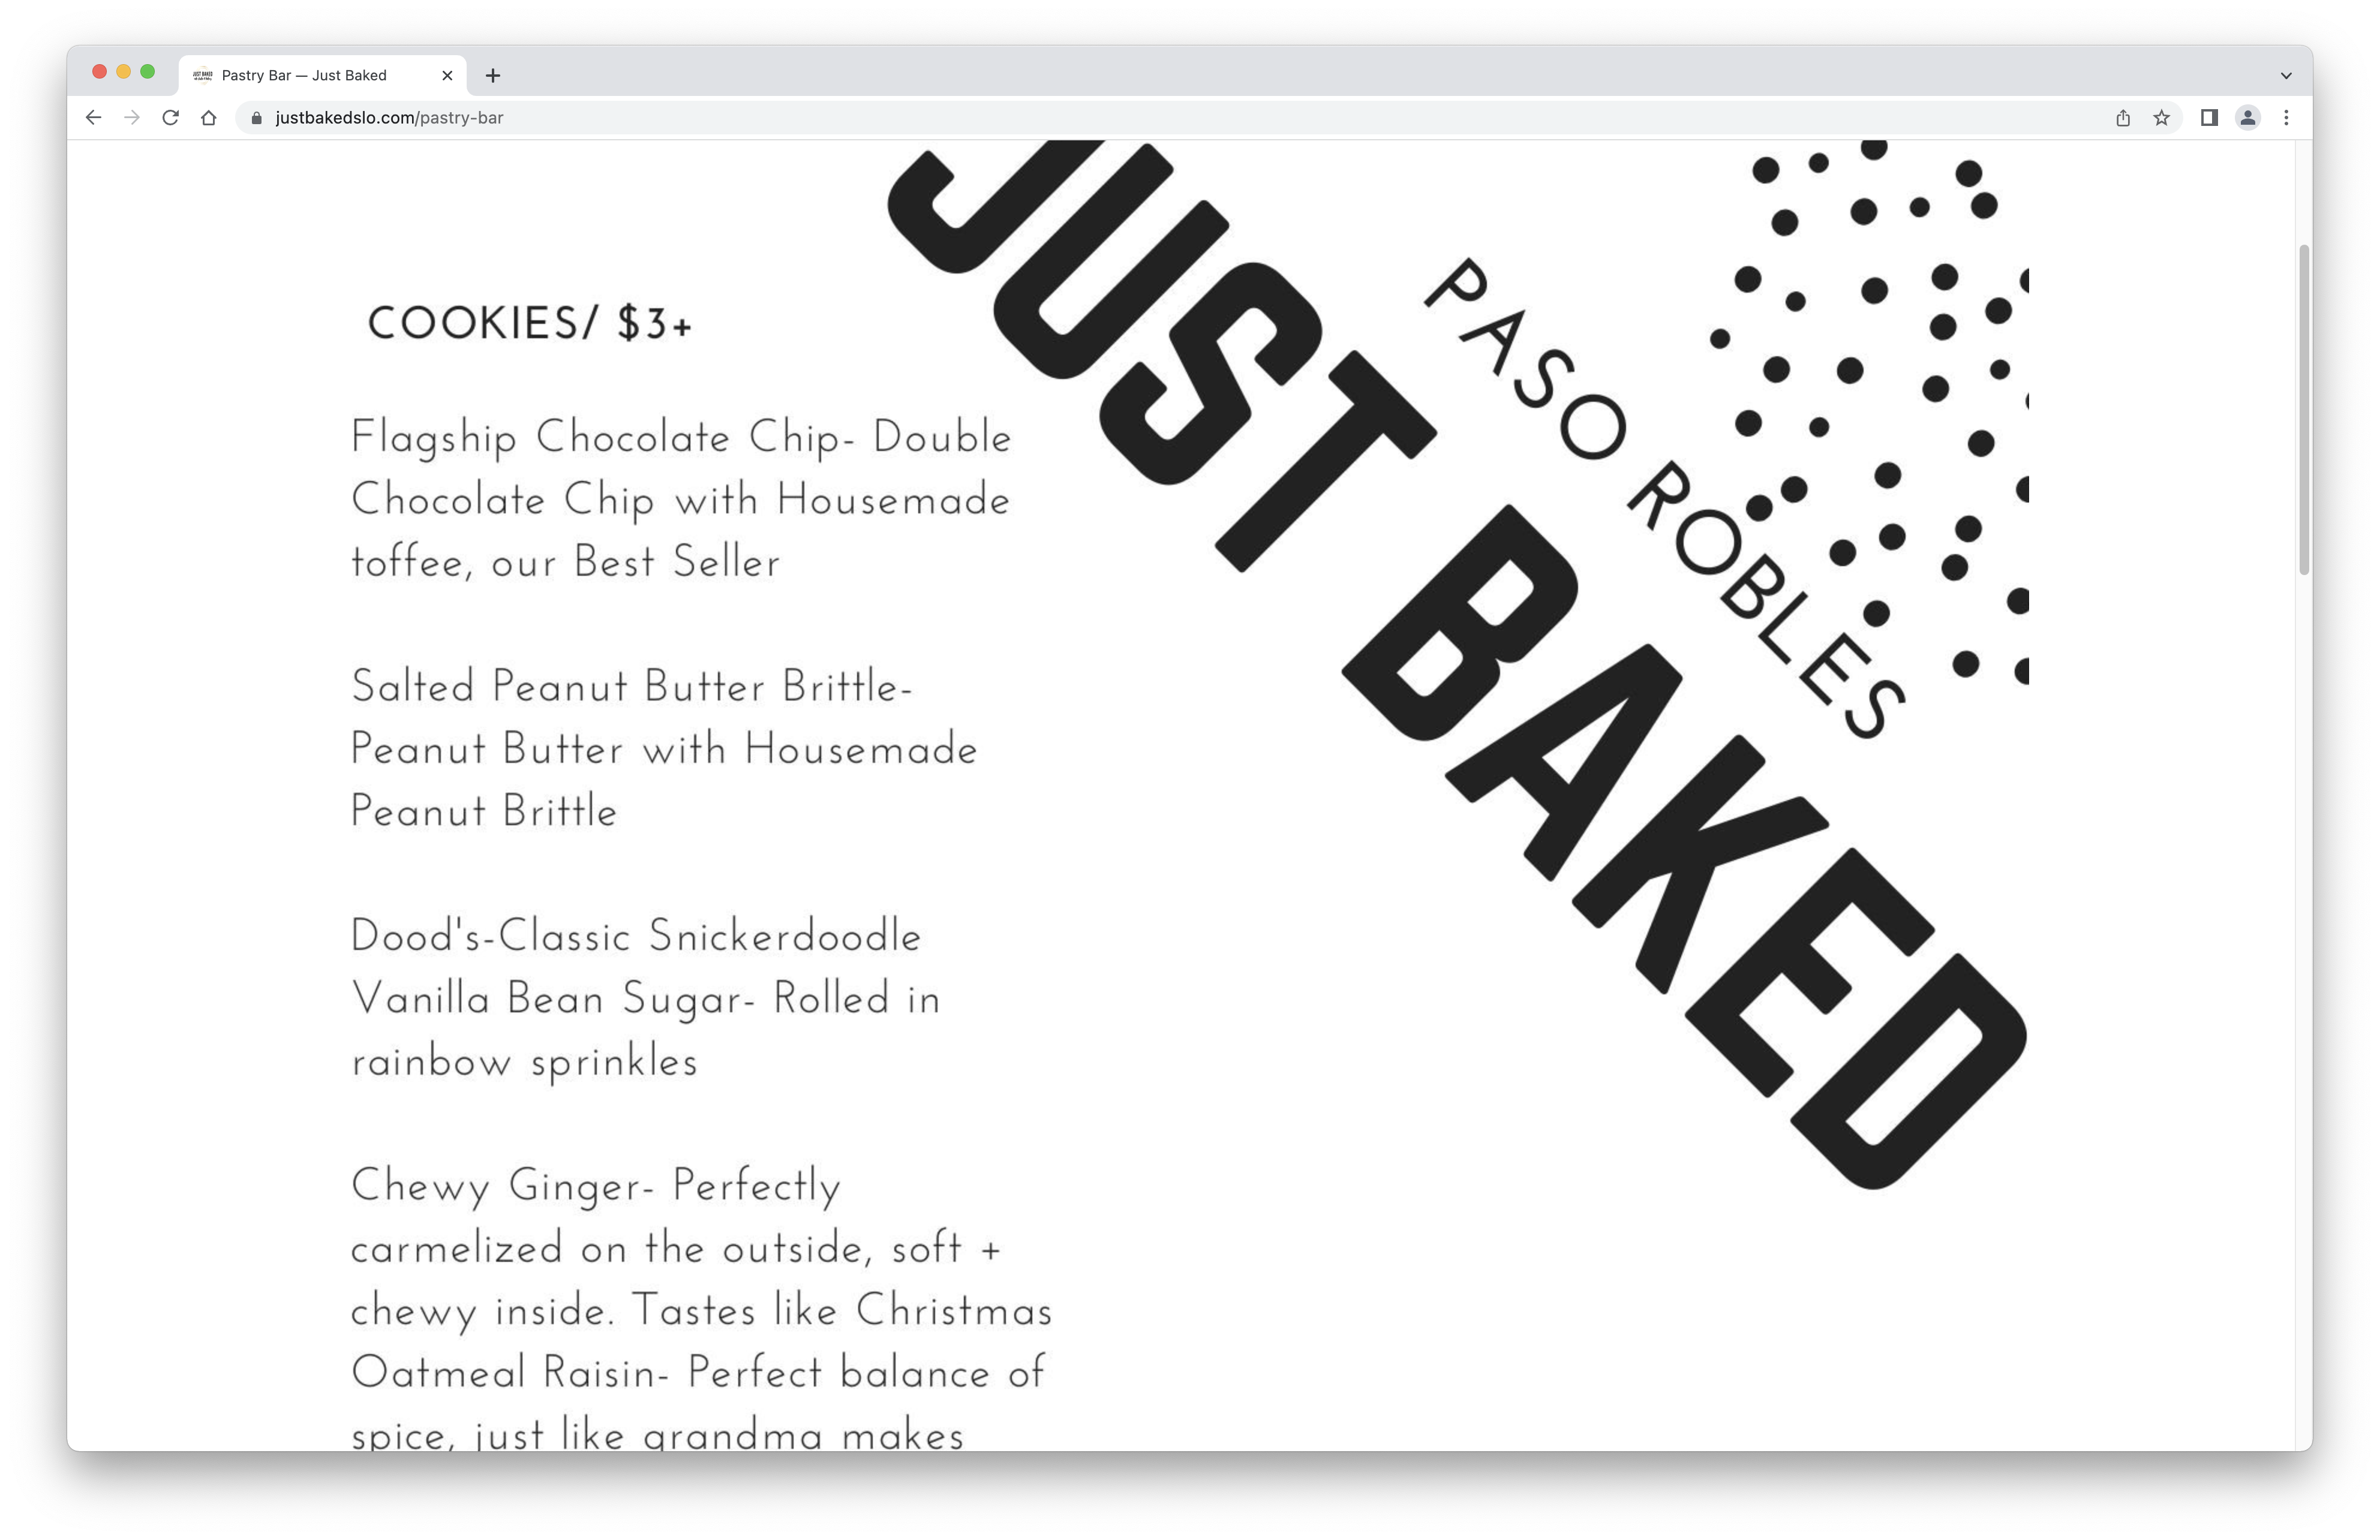 Pastry Bar — Just Baked
justbakedslo.com/pastry-bar
JUST BAKED
PASO ROBLES
COOKIES/ $3+
Flagship Chocolate Chip- Double
Chocolate Chip with Housemade
toffee, our Best Seller
Salted Peanut Butter Brittle-
Peanut Butter with Housemade
Peanut Brittle
Dood's-Classic Snickerdoodle
Vanilla Bean Sugar- Rolled in
rainbow sprinkles
Chewy Ginger- Perfectly
carmelized on the outside, soft +
chewy inside. Tastes like Christmas
Oatmeal Raisin- Perfect balance of
spice, just like grandma makes